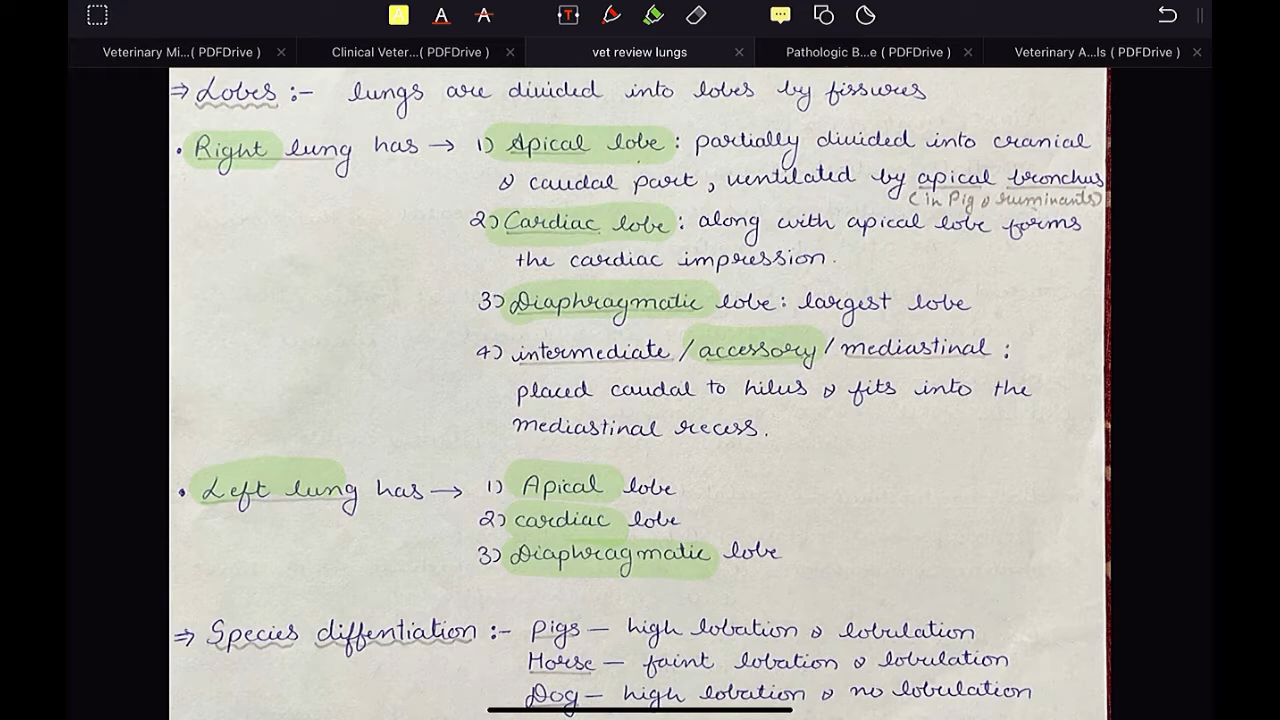 Veterinary Mi...( PDFDrive )
Clinical Veter...( PDFDrive )
vet review lungs
Pathologic B...e ( PDFDrive )
Veterinary A...ls ( PDFDrive )
⇒ Lobes :- lungs are divided into lobes by fissures
• Right lung has → 1) Apical lobe : partially divided into cranial
& caudal part, ventilated by apical bronchus
(in Pig & ruminants)
2) Cardiac lobe : along with apical lobe forms
the cardiac impression.
3) Diaphragmatic lobe : largest lobe
4) intermediate / accessory / mediastinal :
placed caudal to hilus & fits into the
mediastinal recess.
• Left lung has → 1) Apical lobe
2) cardiac lobe
3) Diaphragmatic lobe
⇒ Species diffentiation :- Pigs — high lobation & lobulation
Horse — faint lobation & lobulation
Dog — high lobation & no lobulation